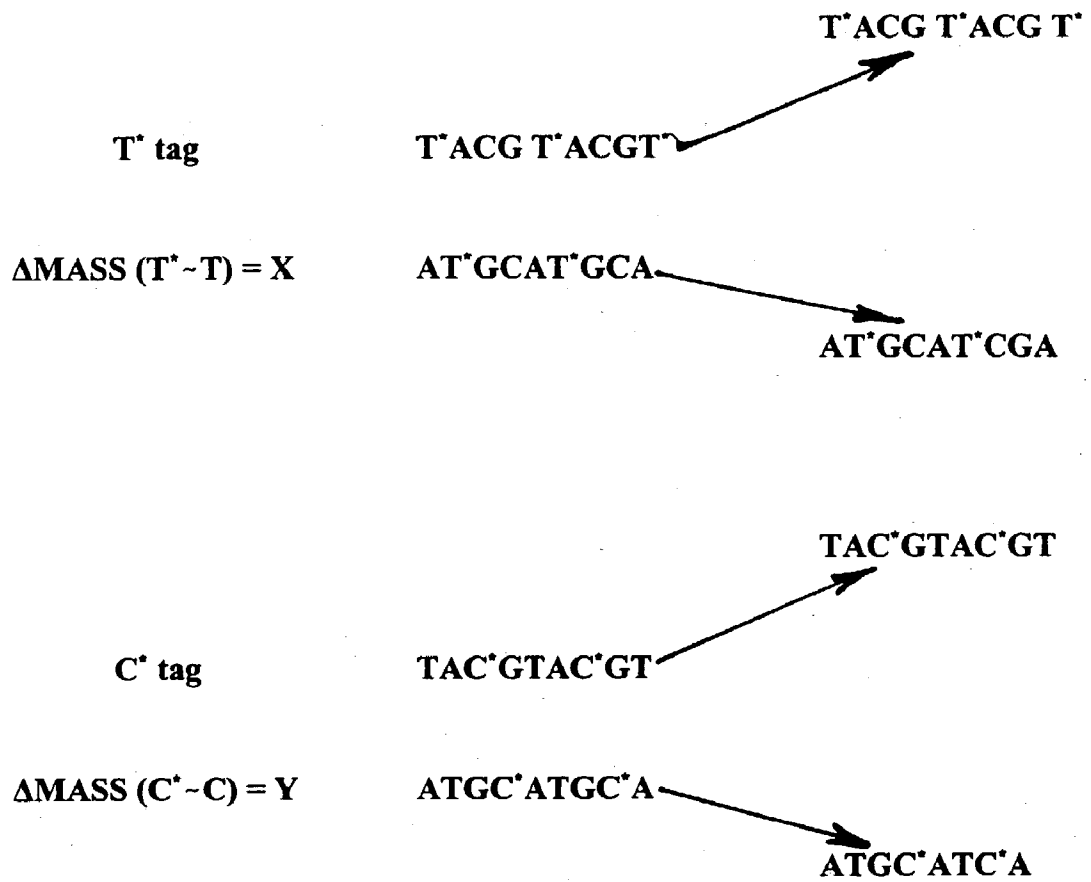 T*ACG T*ACG T*
T* tag T*ACG T*ACGT*
ΔMASS (T*~T) = X AT*GCAT*GCA
AT*GCAT*CGA
TAC*GTAC*GT
C* tag TAC*GTAC*GT
ΔMASS (C*~C) = Y ATGC*ATGC*A
ATGC*ATC*A